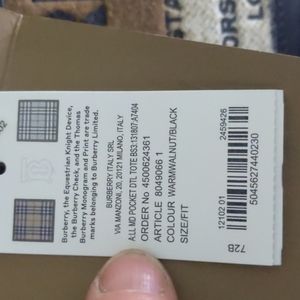 Burberry, the Equestrian Knight Device,
the Burberry Check, and the Thomas
Burberry Monogram and Print are trade
marks belonging to Burberry Limited.
BURBERRY ITALY SRL
VIA MANZONI, 20, 20121 MILANO, ITALY
A.LL MD POCKET DTL TOTE.BS3:131807:A7404
ORDER No 4500624361
ARTICLE 8049066 1
COLOUR WARMWALNUT/BLACK
SIZE/FIT
2459426
5045627440230
12102 01
72B